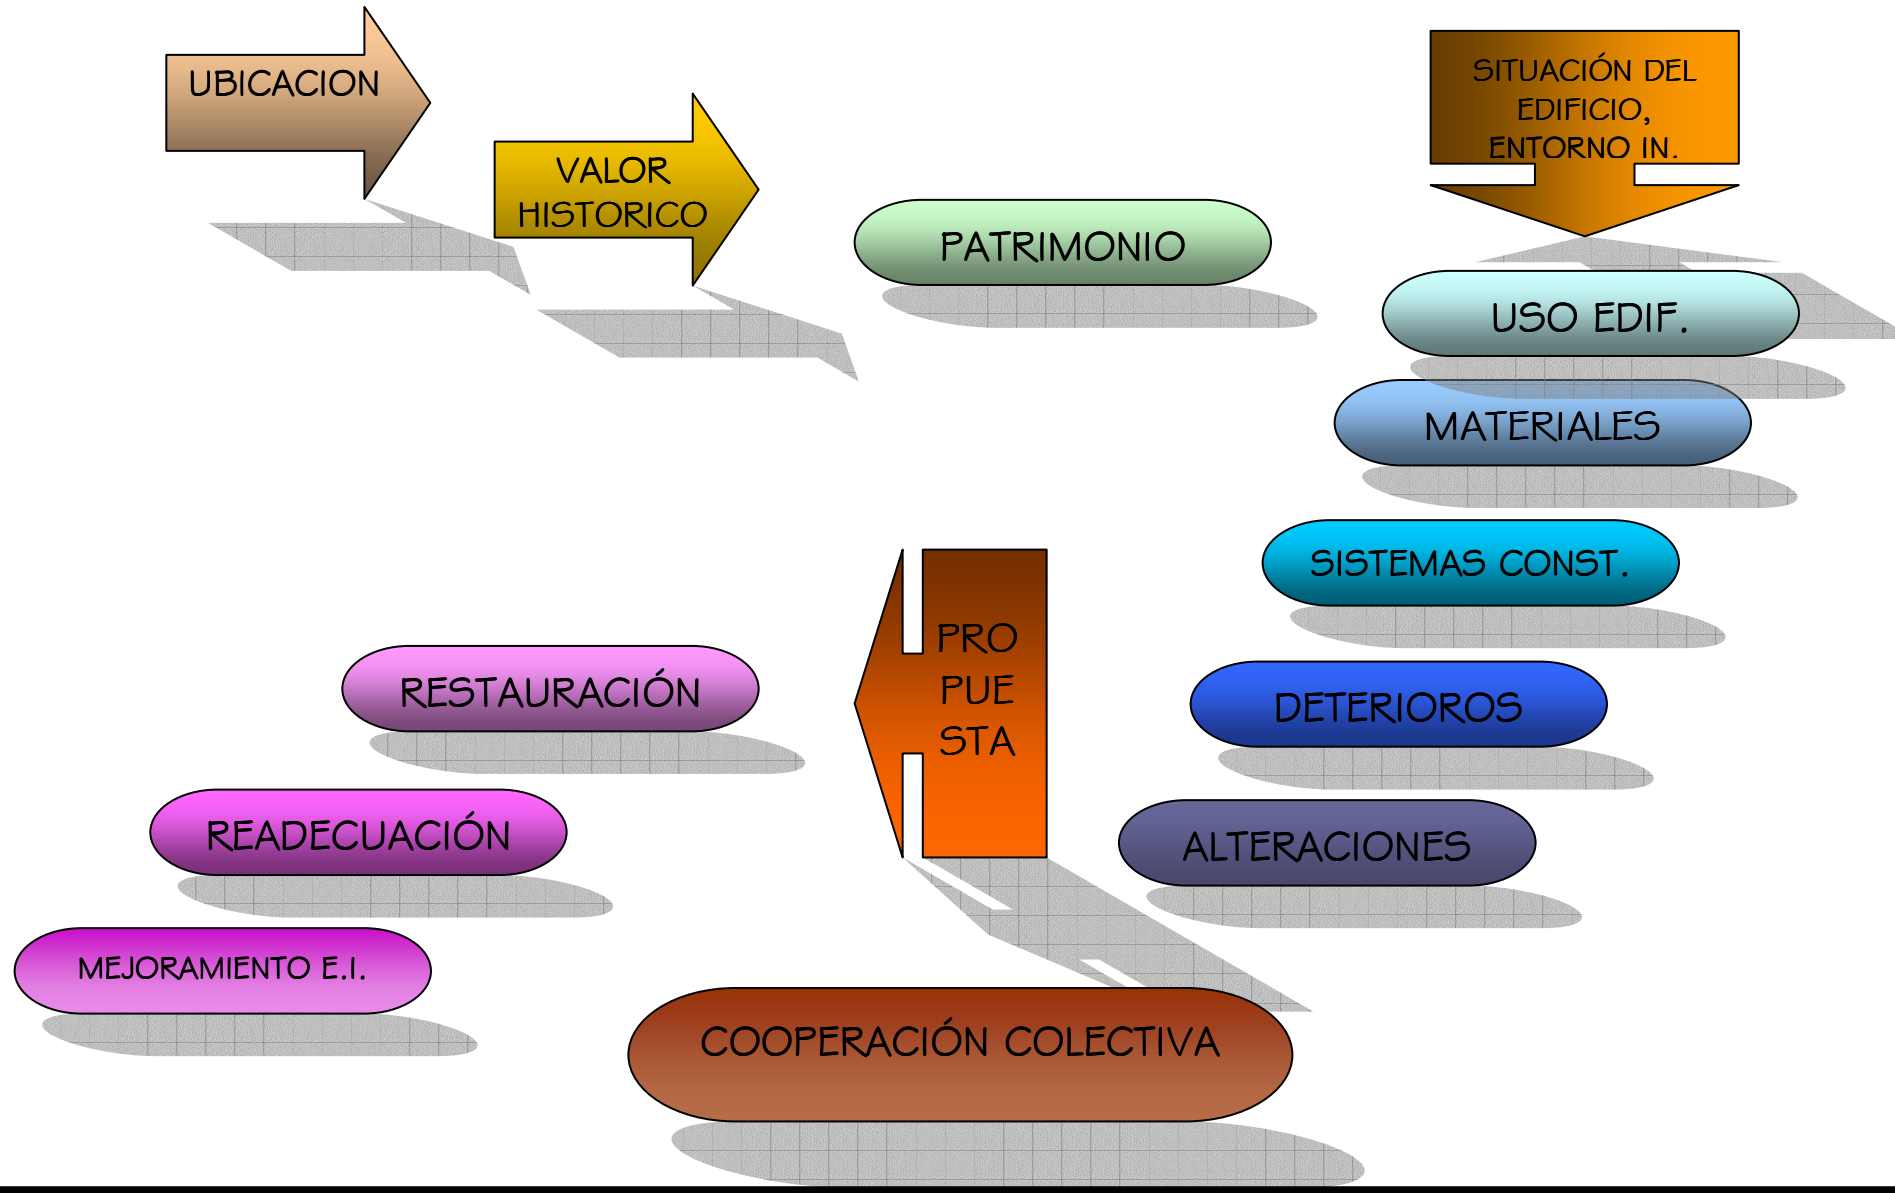 UBICACION
VALOR
HISTORICO
PATRIMONIO
SITUACIÓN DEL
EDIFICIO,
ENTORNO IN.
USO EDIF.
MATERIALES
SISTEMAS CONST.
DETERIOROS
ALTERACIONES
PRO
PUE
STA
RESTAURACIÓN
READECUACIÓN
MEJORAMIENTO E.I.
COOPERACIÓN COLECTIVA